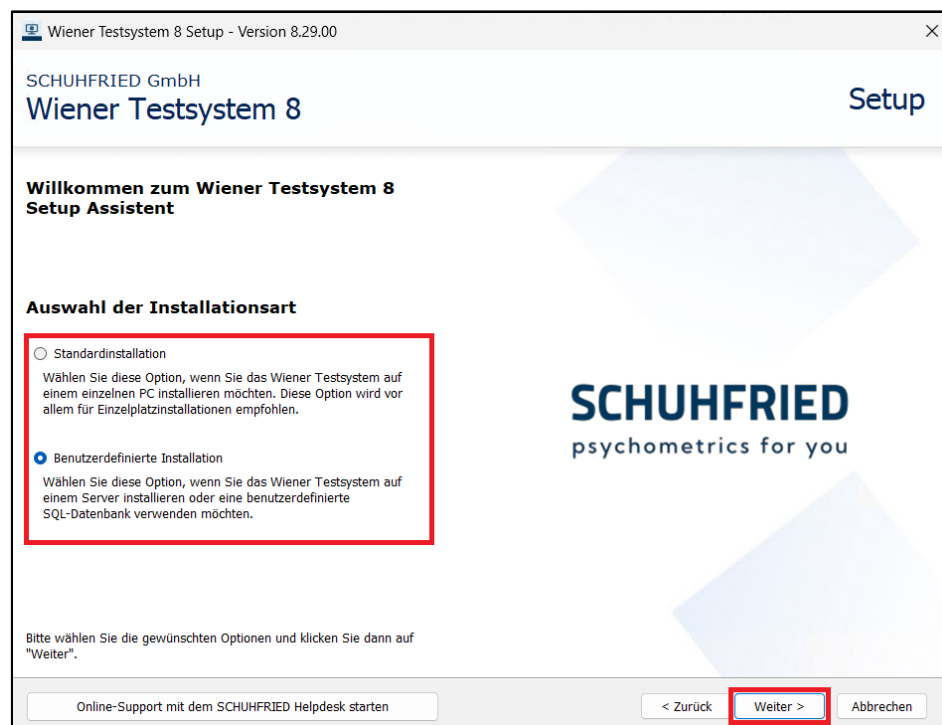 Wiener Testsystem 8 Setup - Version 8.29.00
SCHUHFRIED GmbH
Wiener Testsystem 8
Setup
Willkommen zum Wiener Testsystem 8
Setup Assistent
Auswahl der Installationsart
Standardinstallation
Wählen Sie diese Option, wenn Sie das Wiener Testsystem auf
einem einzelnen PC installieren möchten. Diese Option wird vor
allem für Einzelplatzinstallationen empfohlen.
Benutzerdefinierte Installation
Wählen Sie diese Option, wenn Sie das Wiener Testsystem auf
einem Server installieren oder eine benutzerdefinierte
SQL-Datenbank verwenden möchten.
SCHUHFRIED
psychometrics for you
Bitte wählen Sie die gewünschten Optionen und klicken Sie dann auf
"Weiter".
Online-Support mit dem SCHUHFRIED Helpdesk starten
< Zurück
Weiter >
Abbrechen